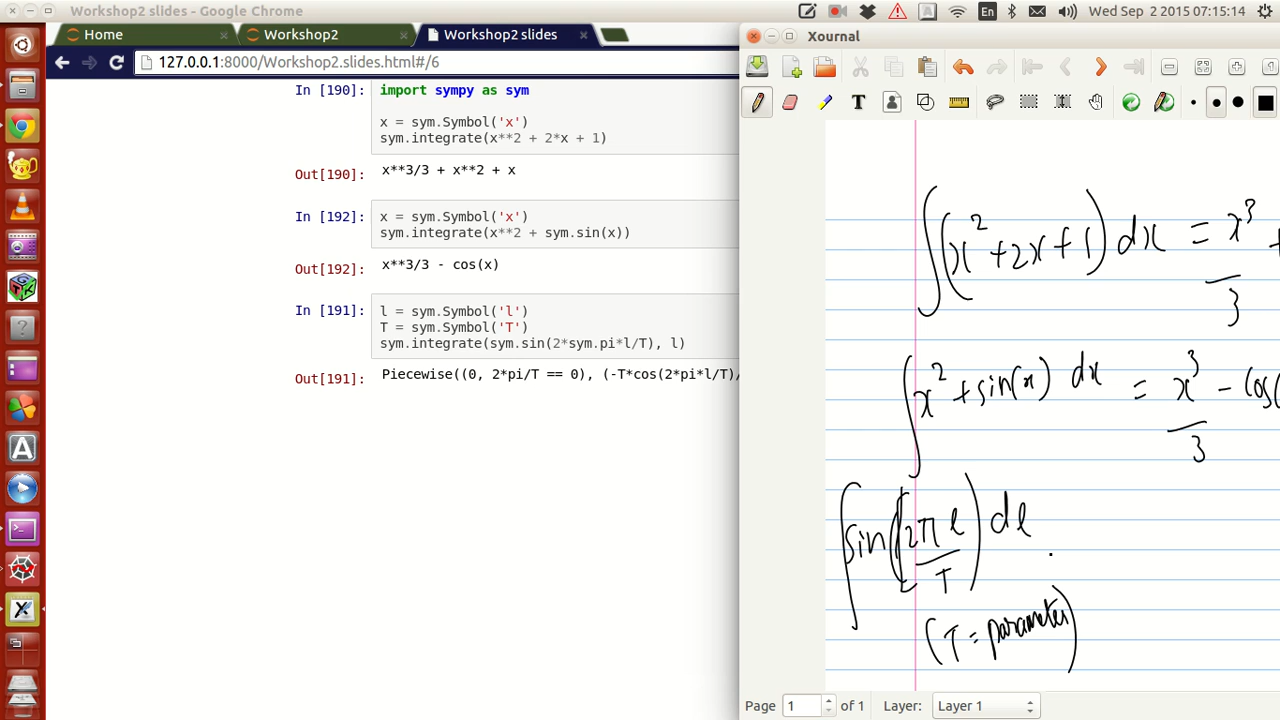 Workshop2 slides - Google Chrome
En
Wed Sep 2 2015 07:15:14
Home
Workshop2
Workshop2 slides
127.0.0.1:8000/Workshop2.slides.html#/6
In [190]:
import sympy as sym
x = sym.Symbol('x')
sym.integrate(x**2 + 2*x + 1)
Out[190]:
x**3/3 + x**2 + x
In [192]:
x = sym.Symbol('x')
sym.integrate(x**2 + sym.sin(x))
Out[192]:
x**3/3 - cos(x)
In [191]:
l = sym.Symbol('l')
T = sym.Symbol('T')
sym.integrate(sym.sin(2*sym.pi*l/T), l)
Out[191]:
Piecewise((0, 2*pi/T == 0), (-T*cos(2*pi*l/T)/
Xournal
∫(x²+2x+1) dx = x³/3 +
∫x²+sin(x) dx = x³/3 - cos(
∫sin(2πl/T) dl
(T = parameter)
Page 1 of 1 Layer: Layer 1